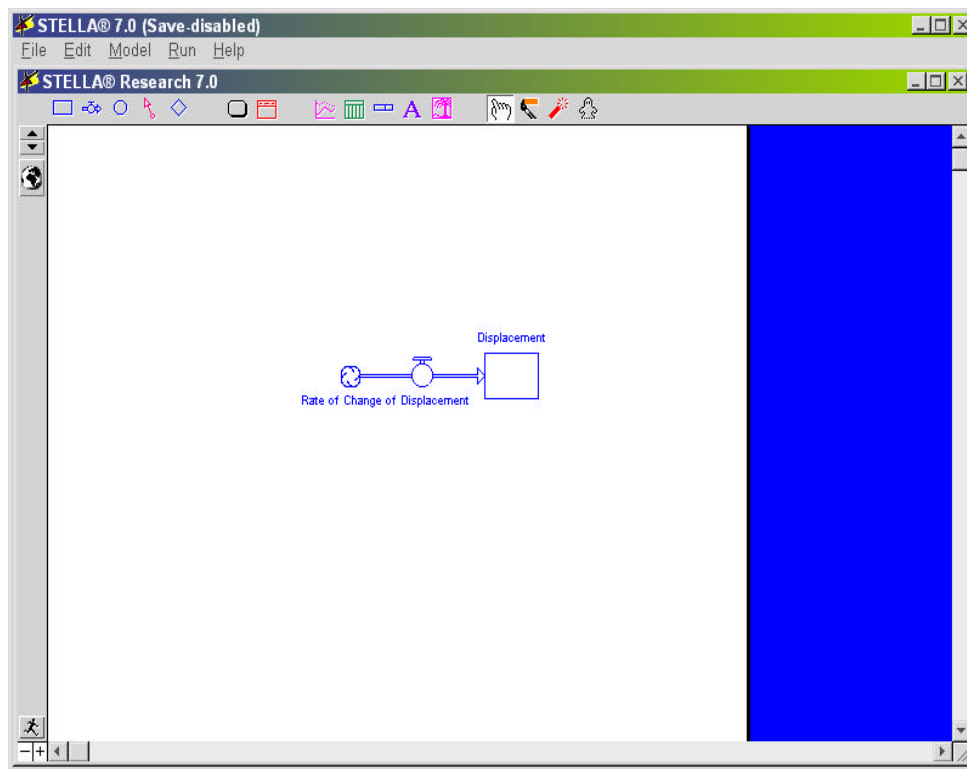 STELLA® 7.0 (Save-disabled)
File Edit Model Run Help
STELLA® Research 7.0
A
Displacement
Rate of Change of Displacement